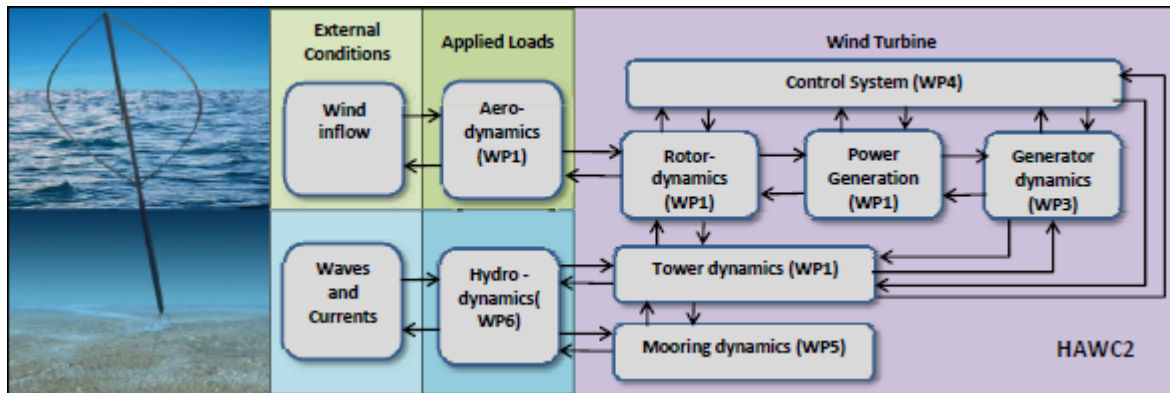 External
Conditions
Applied Loads
Wind Turbine
Control System (WP4)
Wind
inflow
Aero-
dynamics
(WP1)
Rotor-
dynamics
(WP1)
Power
Generation
(WP1)
Generator
dynamics
(WP3)
Waves
and
Currents
Hydro -
dynamics(
WP6)
Tower dynamics (WP1)
Mooring dynamics (WP5)
HAWC2